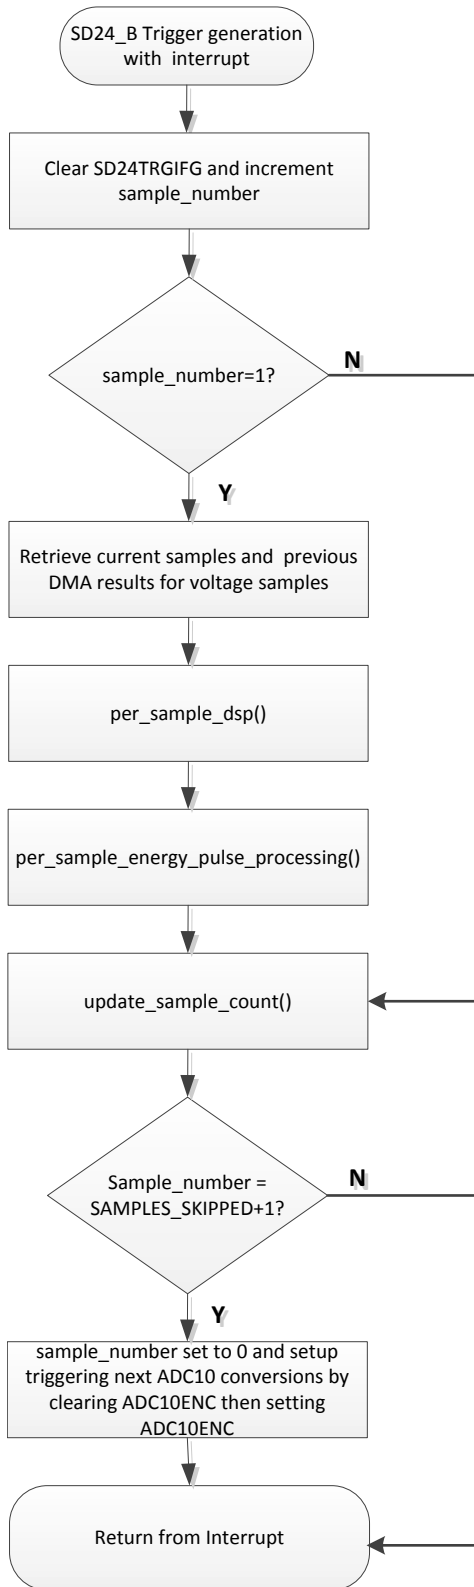 SD24_B Trigger generation
with  interrupt
Clear SD24TRGIFG and increment
sample_number
sample_number=1?
N
Y
Retrieve current samples and  previous
DMA results for voltage samples
per_sample_dsp()
per_sample_energy_pulse_processing()
update_sample_count()
Sample_number =
SAMPLES_SKIPPED+1?
N
Y
sample_number set to 0 and setup
triggering next ADC10 conversions by
clearing ADC10ENC then setting
ADC10ENC
Return from Interrupt